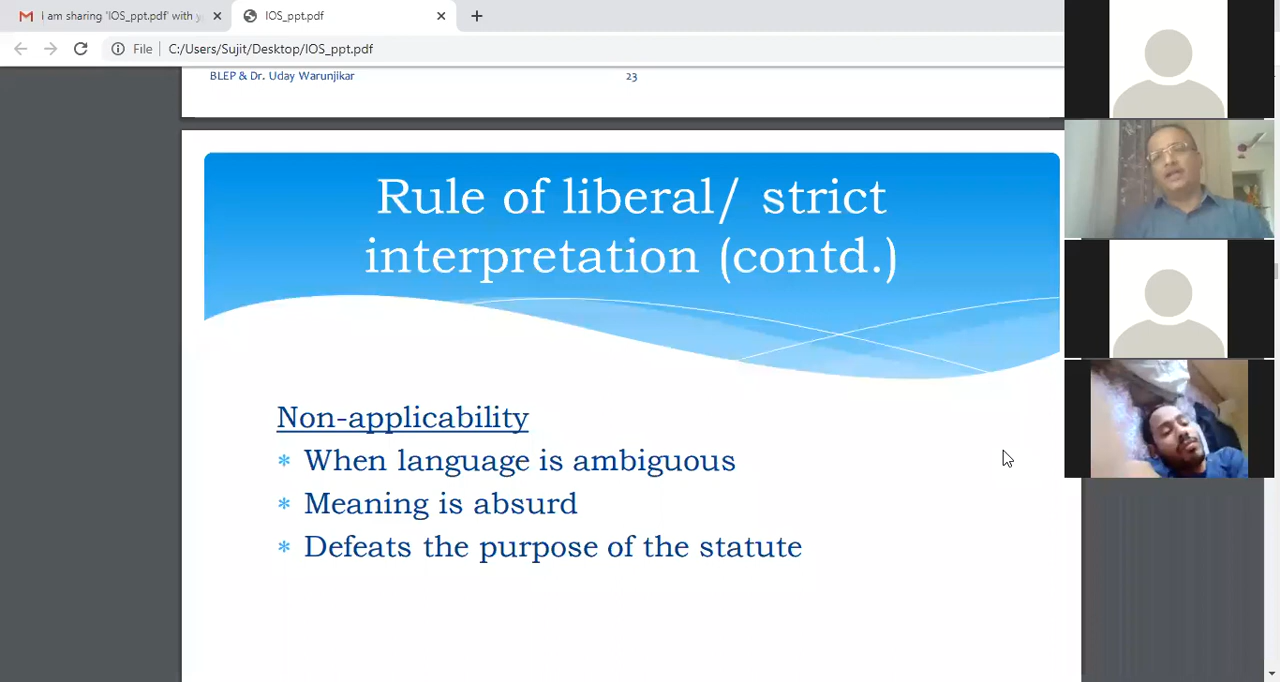 I am sharing 'IOS_ppt.pdf' with
IOS_ppt.pdf
File
C:/Users/Sujit/Desktop/IOS_ppt.pdf
BLEP & Dr. Uday Warunjikar 23
Rule of liberal/ strict
interpretation (contd.)
Non-applicability
* When language is ambiguous
* Meaning is absurd
* Defeats the purpose of the statute